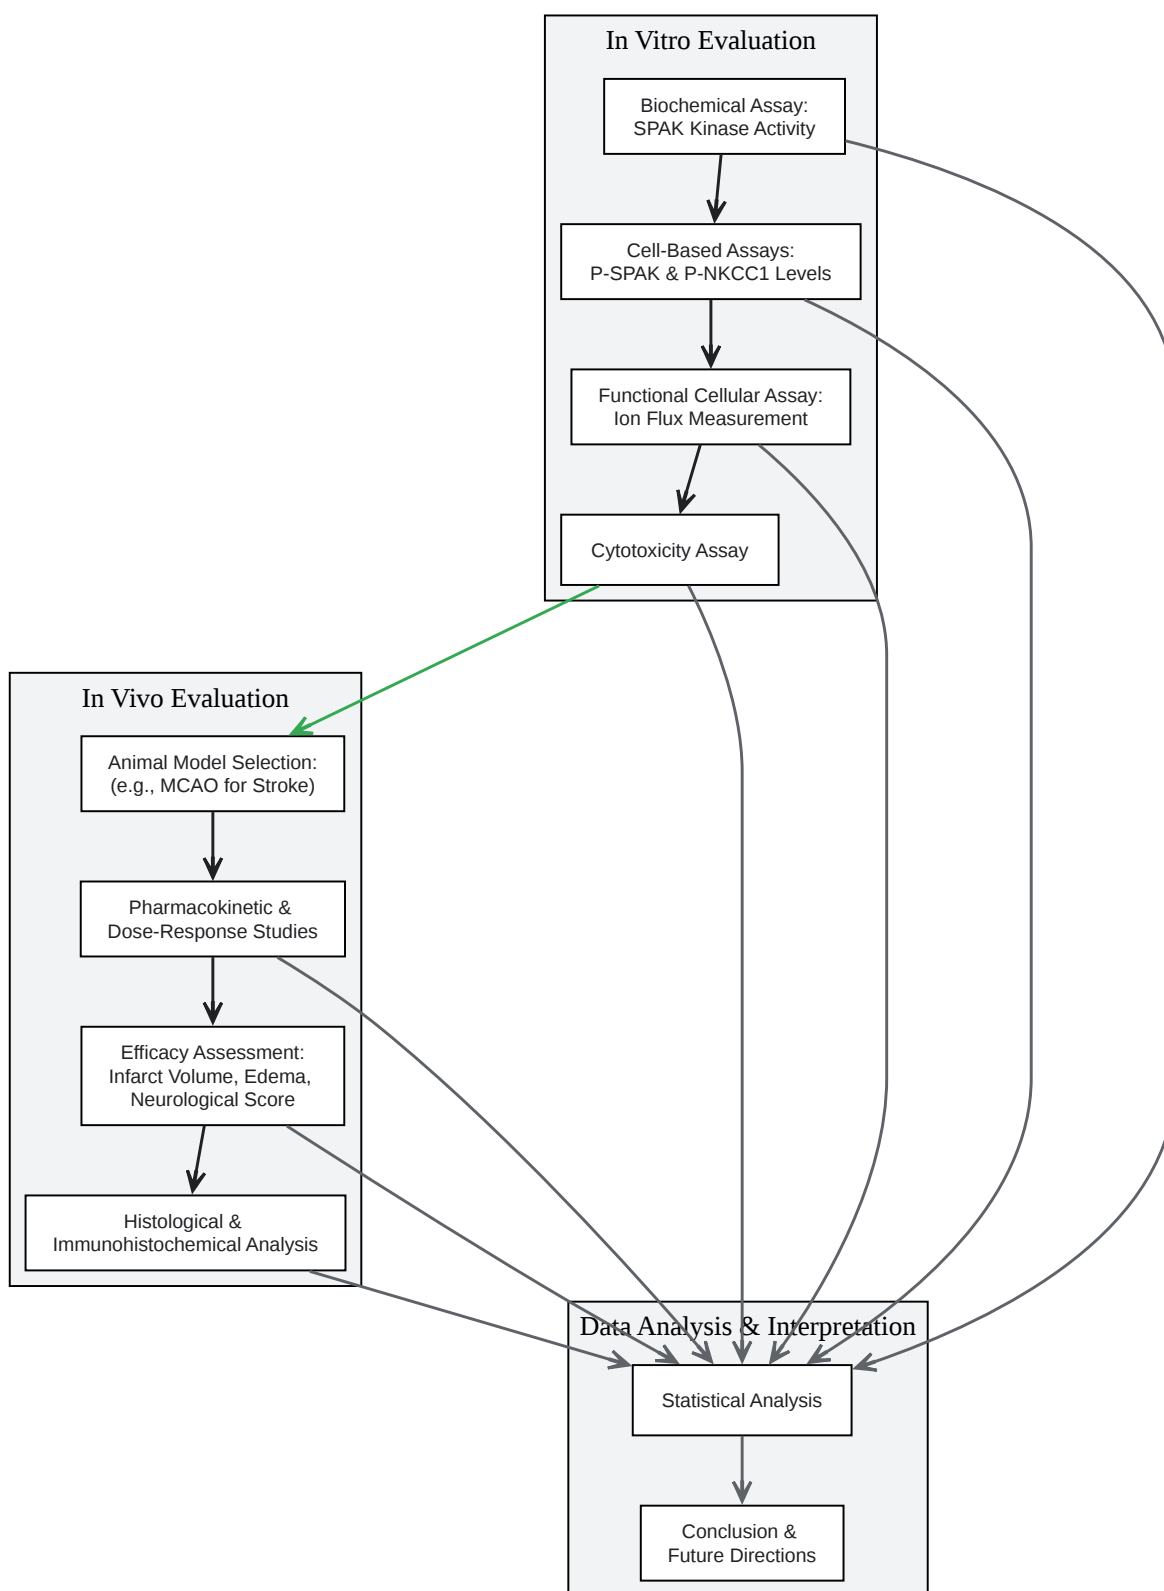 In Vitro Evaluation
Biochemical Assay:
SPAK Kinase Activity
Cell-Based Assays:
P-SPAK & P-NKCC1 Levels
Functional Cellular Assay:
Ion Flux Measurement
Cytotoxicity Assay
In Vivo Evaluation
Animal Model Selection:
(e.g., MCAO for Stroke)
Pharmacokinetic &
Dose-Response Studies
Efficacy Assessment:
Infarct Volume, Edema,
Neurological Score
Histological &
Immunohistochemical Analysis
Data Analysis & Interpretation
Statistical Analysis
Conclusion &
Future Directions